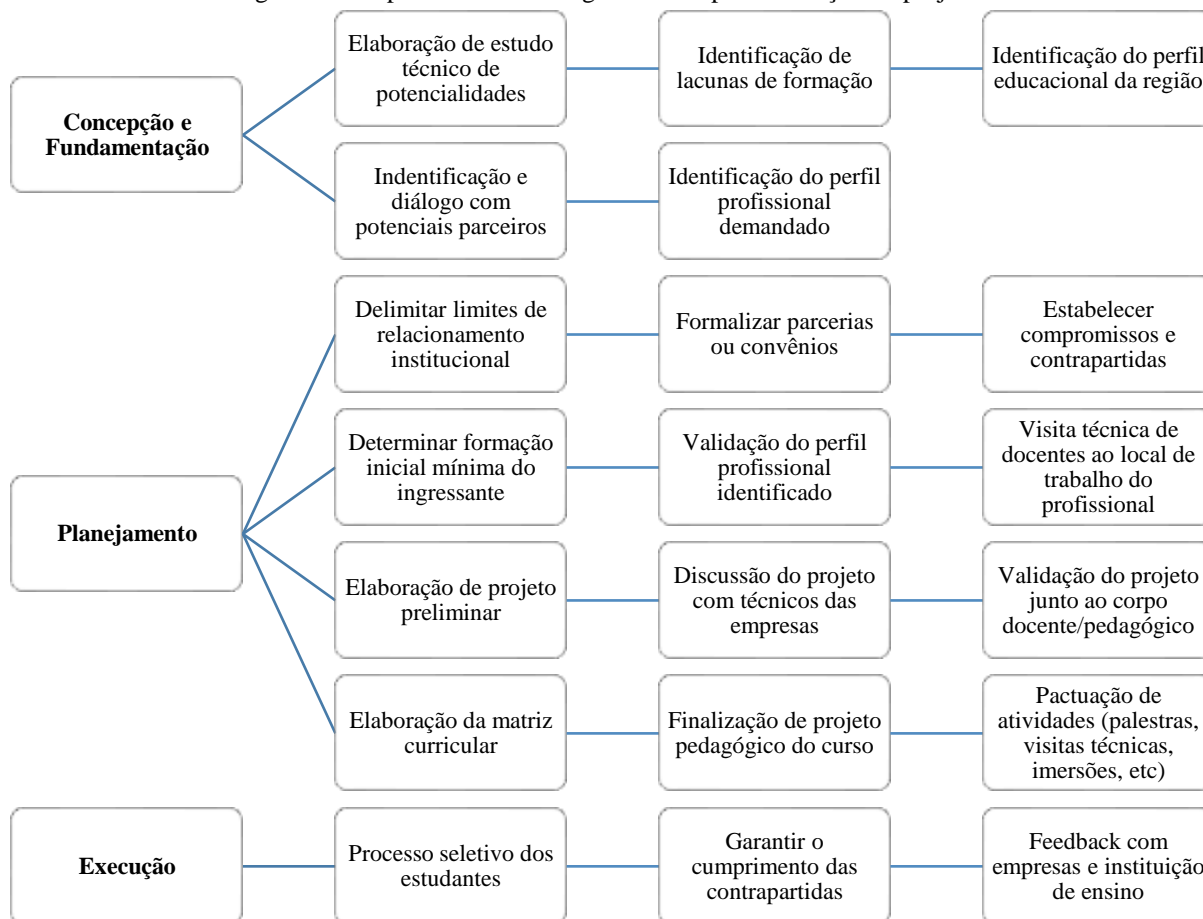 Concepção e
Fundamentação
Elaboração de estudo
técnico de
potencialidades
Identificação de
lacunas de formação
Identificação do perfil
educacional da região
Indentificação e
diálogo com
potenciais parceiros
Identificação do perfil
profissional
demandado
Planejamento
Delimitar limites de
relacionamento
institucional
Formalizar parcerias
ou convênios
Estabelecer
compromissos e
contrapartidas
Determinar formação
inicial mínima do
ingressante
Validação do perfil
profissional
identificado
Visita técnica de
docentes ao local de
trabalho do
profissional
Elaboração de projeto
preliminar
Discussão do projeto
com técnicos das
empresas
Validação do projeto
junto ao corpo
docente/pedagógico
Elaboração da matriz
curricular
Finalização de projeto
pedagógico do curso
Pactuação de
atividades (palestras,
visitas técnicas,
imersões, etc)
Execução
Processo seletivo dos
estudantes
Garantir o
cumprimento das
contrapartidas
Feedback com
empresas e instituição
de ensino